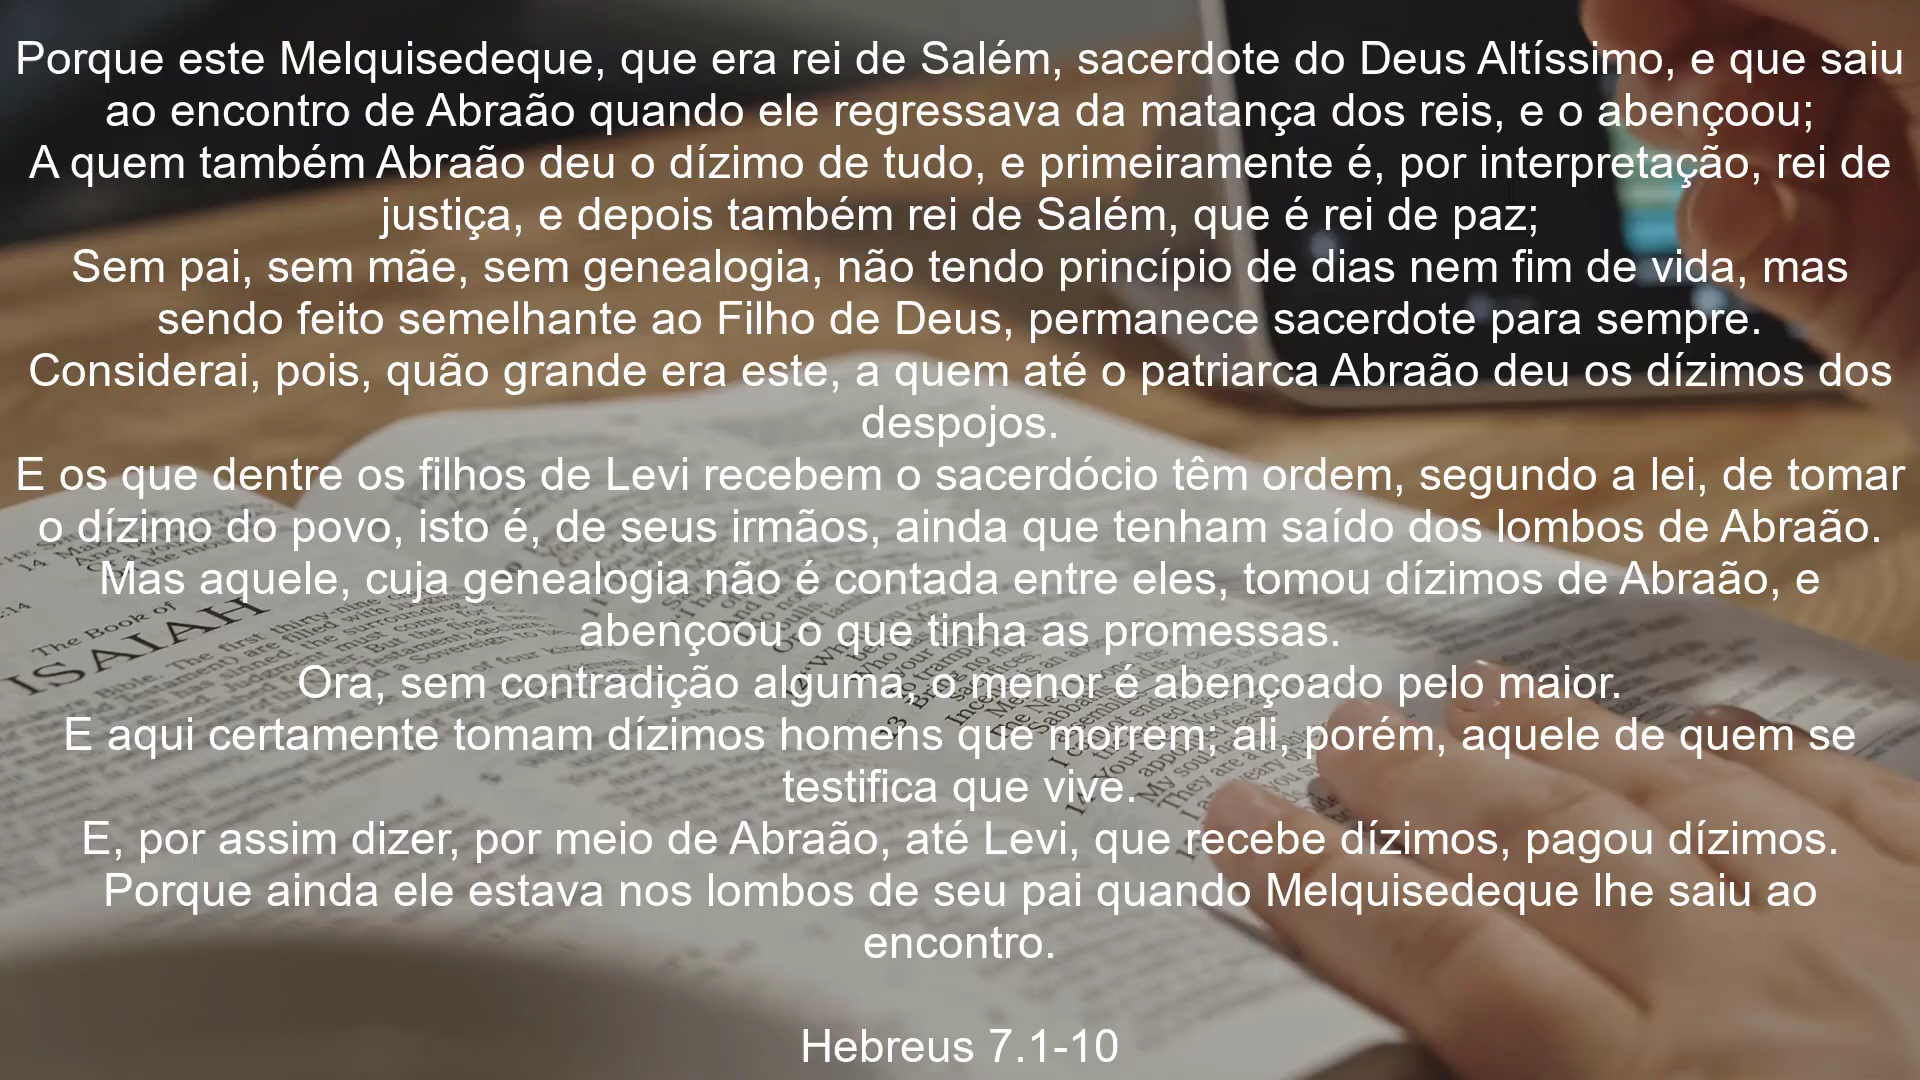 Porque este Melquisedeque, que era rei de Salém, sacerdote do Deus Altíssimo, e que saiu
ao encontro de Abraão quando ele regressava da matança dos reis, e o abençoou;
A quem também Abraão deu o dízimo de tudo, e primeiramente é, por interpretação, rei de
justiça, e depois também rei de Salém, que é rei de paz;
Sem pai, sem mãe, sem genealogia, não tendo princípio de dias nem fim de vida, mas
sendo feito semelhante ao Filho de Deus, permanece sacerdote para sempre.
Considerai, pois, quão grande era este, a quem até o patriarca Abraão deu os dízimos dos
despojos.
E os que dentre os filhos de Levi recebem o sacerdócio têm ordem, segundo a lei, de tomar
o dízimo do povo, isto é, de seus irmãos, ainda que tenham saído dos lombos de Abraão.
Mas aquele, cuja genealogia não é contada entre eles, tomou dízimos de Abraão, e
abençoou o que tinha as promessas.
Ora, sem contradição alguma, o menor é abençoado pelo maior.
E aqui certamente tomam dízimos homens que morrem; ali, porém, aquele de quem se
testifica que vive.
E, por assim dizer, por meio de Abraão, até Levi, que recebe dízimos, pagou dízimos.
Porque ainda ele estava nos lombos de seu pai quando Melquisedeque lhe saiu ao
encontro.
Hebreus 7.1-10
The Book of
ISAIAH